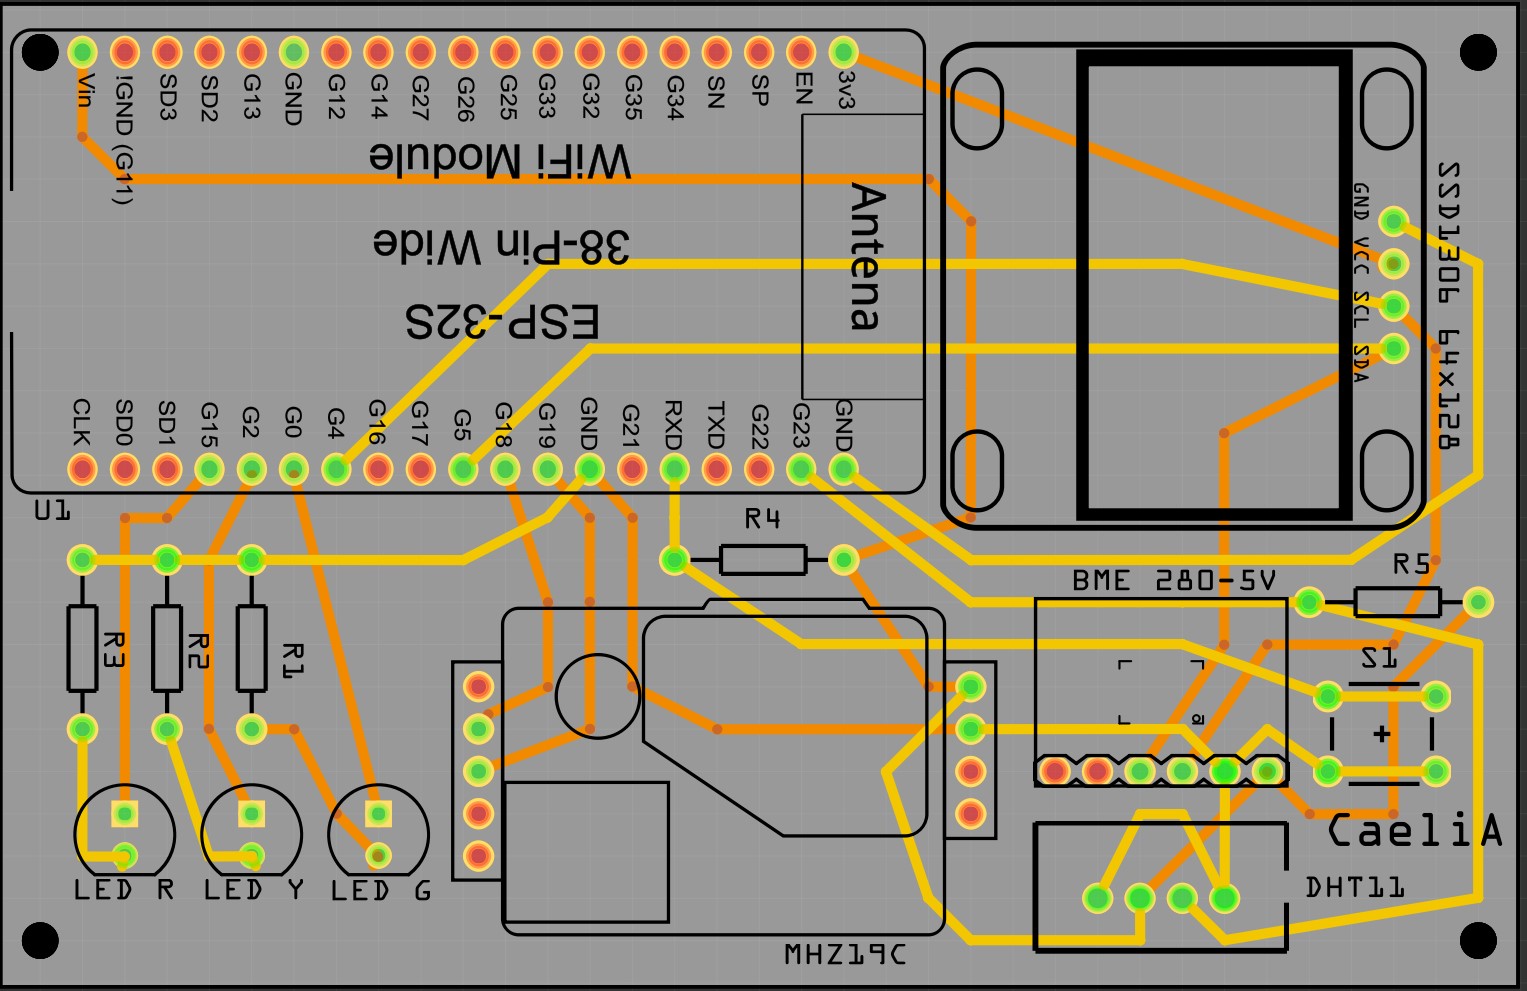 Vin !GND (G11) SD3 SD2 G13 GND G12 G14 G27 G26 G25 G33 G32 G35 G34 SN SP EN 3v3
WiFi Module
38-Pin Wide
ESP-32S
Antena
GND VCC SCL SDA
SSD1306 64x128
CLK SD0 SD1 G15 G2 G0 G4 G16 G17 G5 G18 G19 GND G21 RXD TXD G22 G23 GND
U1
R4
R5
BME 280-5V
R3
R2
R1
S1
+
@
CaeliA
DHT11
LED R
LED Y
LED G
MHZ19C